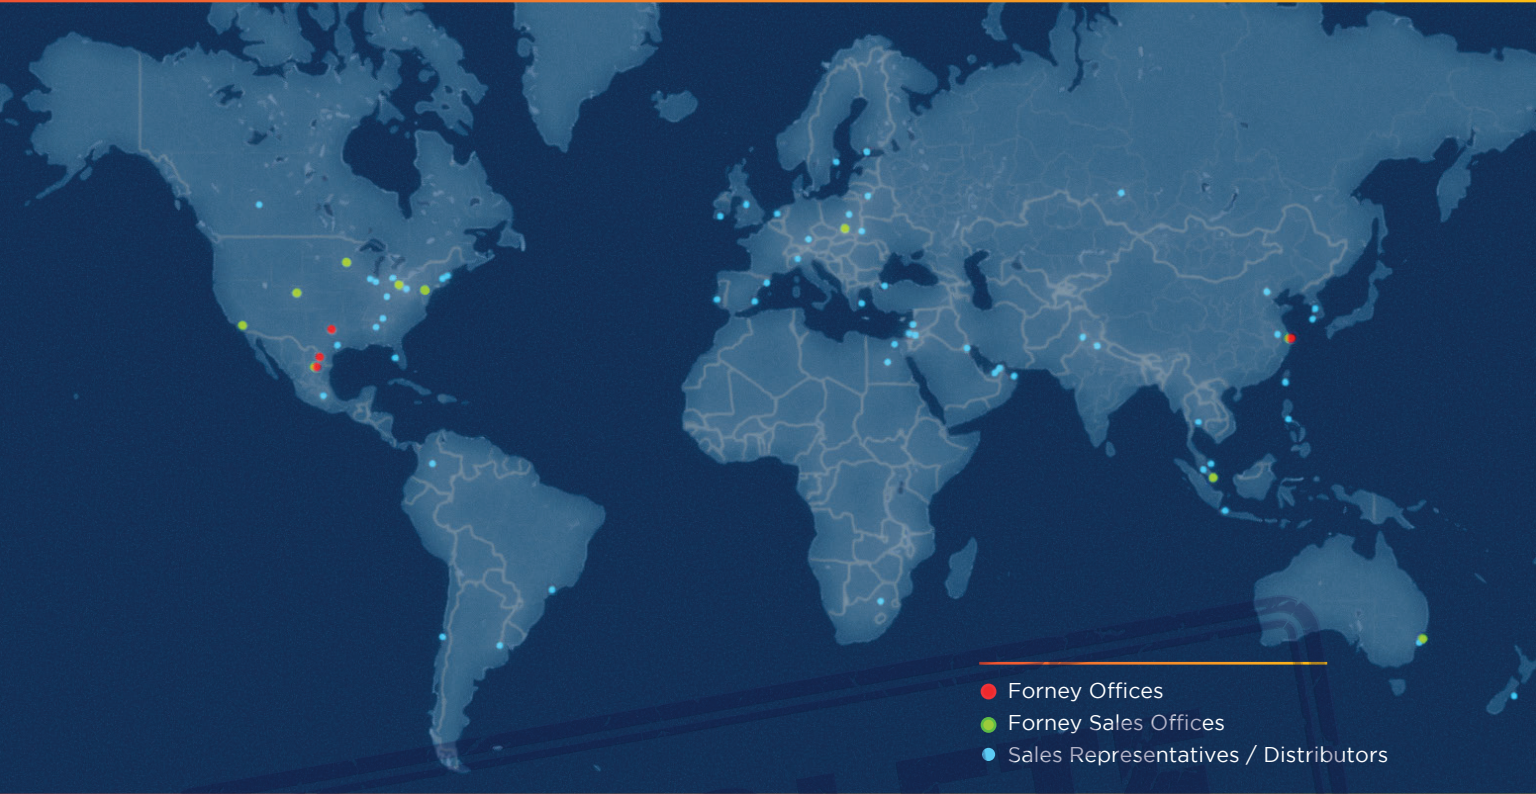 Forney Offices
Forney Sales Offices
Sales Representatives / Distributors